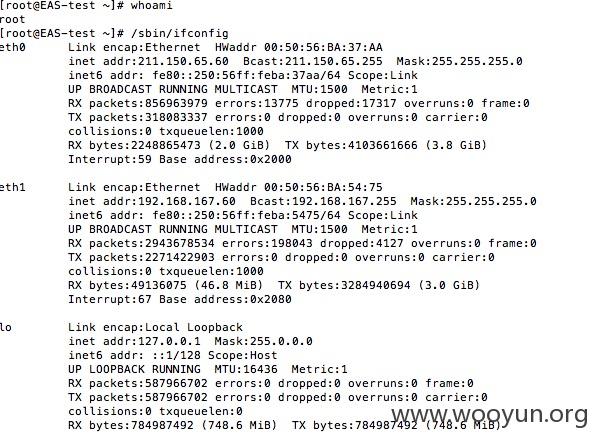 [root@EAS-test ~]# whoami
root
[root@EAS-test ~]# /sbin/ifconfig
eth0 Link encap:Ethernet HWaddr 00:50:56:BA:37:AA
inet addr:211.150.65.60 Bcast:211.150.65.255 Mask:255.255.255.0
inet6 addr: fe80::250:56ff:feba:37aa/64 Scope:Link
UP BROADCAST RUNNING MULTICAST MTU:1500 Metric:1
RX packets:856963979 errors:13775 dropped:17317 overruns:0 frame:0
TX packets:318083337 errors:0 dropped:0 overruns:0 carrier:0
collisions:0 txqueuelen:1000
RX bytes:2248865473 (2.0 GiB) TX bytes:4103661666 (3.8 GiB)
Interrupt:59 Base address:0x2000
eth1 Link encap:Ethernet HWaddr 00:50:56:BA:54:75
inet addr:192.168.167.60 Bcast:192.168.167.255 Mask:255.255.255.0
inet6 addr: fe80::250:56ff:feba:5475/64 Scope:Link
UP BROADCAST RUNNING MULTICAST MTU:1500 Metric:1
RX packets:2943678534 errors:198043 dropped:4127 overruns:0 frame:0
TX packets:2271422903 errors:0 dropped:0 overruns:0 carrier:0
collisions:0 txqueuelen:1000
RX bytes:49136075 (46.8 MiB) TX bytes:3284940694 (3.0 GiB)
Interrupt:67 Base address:0x2080
lo Link encap:Local Loopback
inet addr:127.0.0.1 Mask:255.0.0.0
inet6 addr: ::1/128 Scope:Host
UP LOOPBACK RUNNING MTU:16436 Metric:1
RX packets:587966702 errors:0 dropped:0 overruns:0 frame:0
TX packets:587966702 errors:0 dropped:0 overruns:0 carrier:0
collisions:0 txqueuelen:0
RX bytes:784987492 (748.6 MiB) TX bytes:784987492 (748.6 MiB)
www.wooyun.org